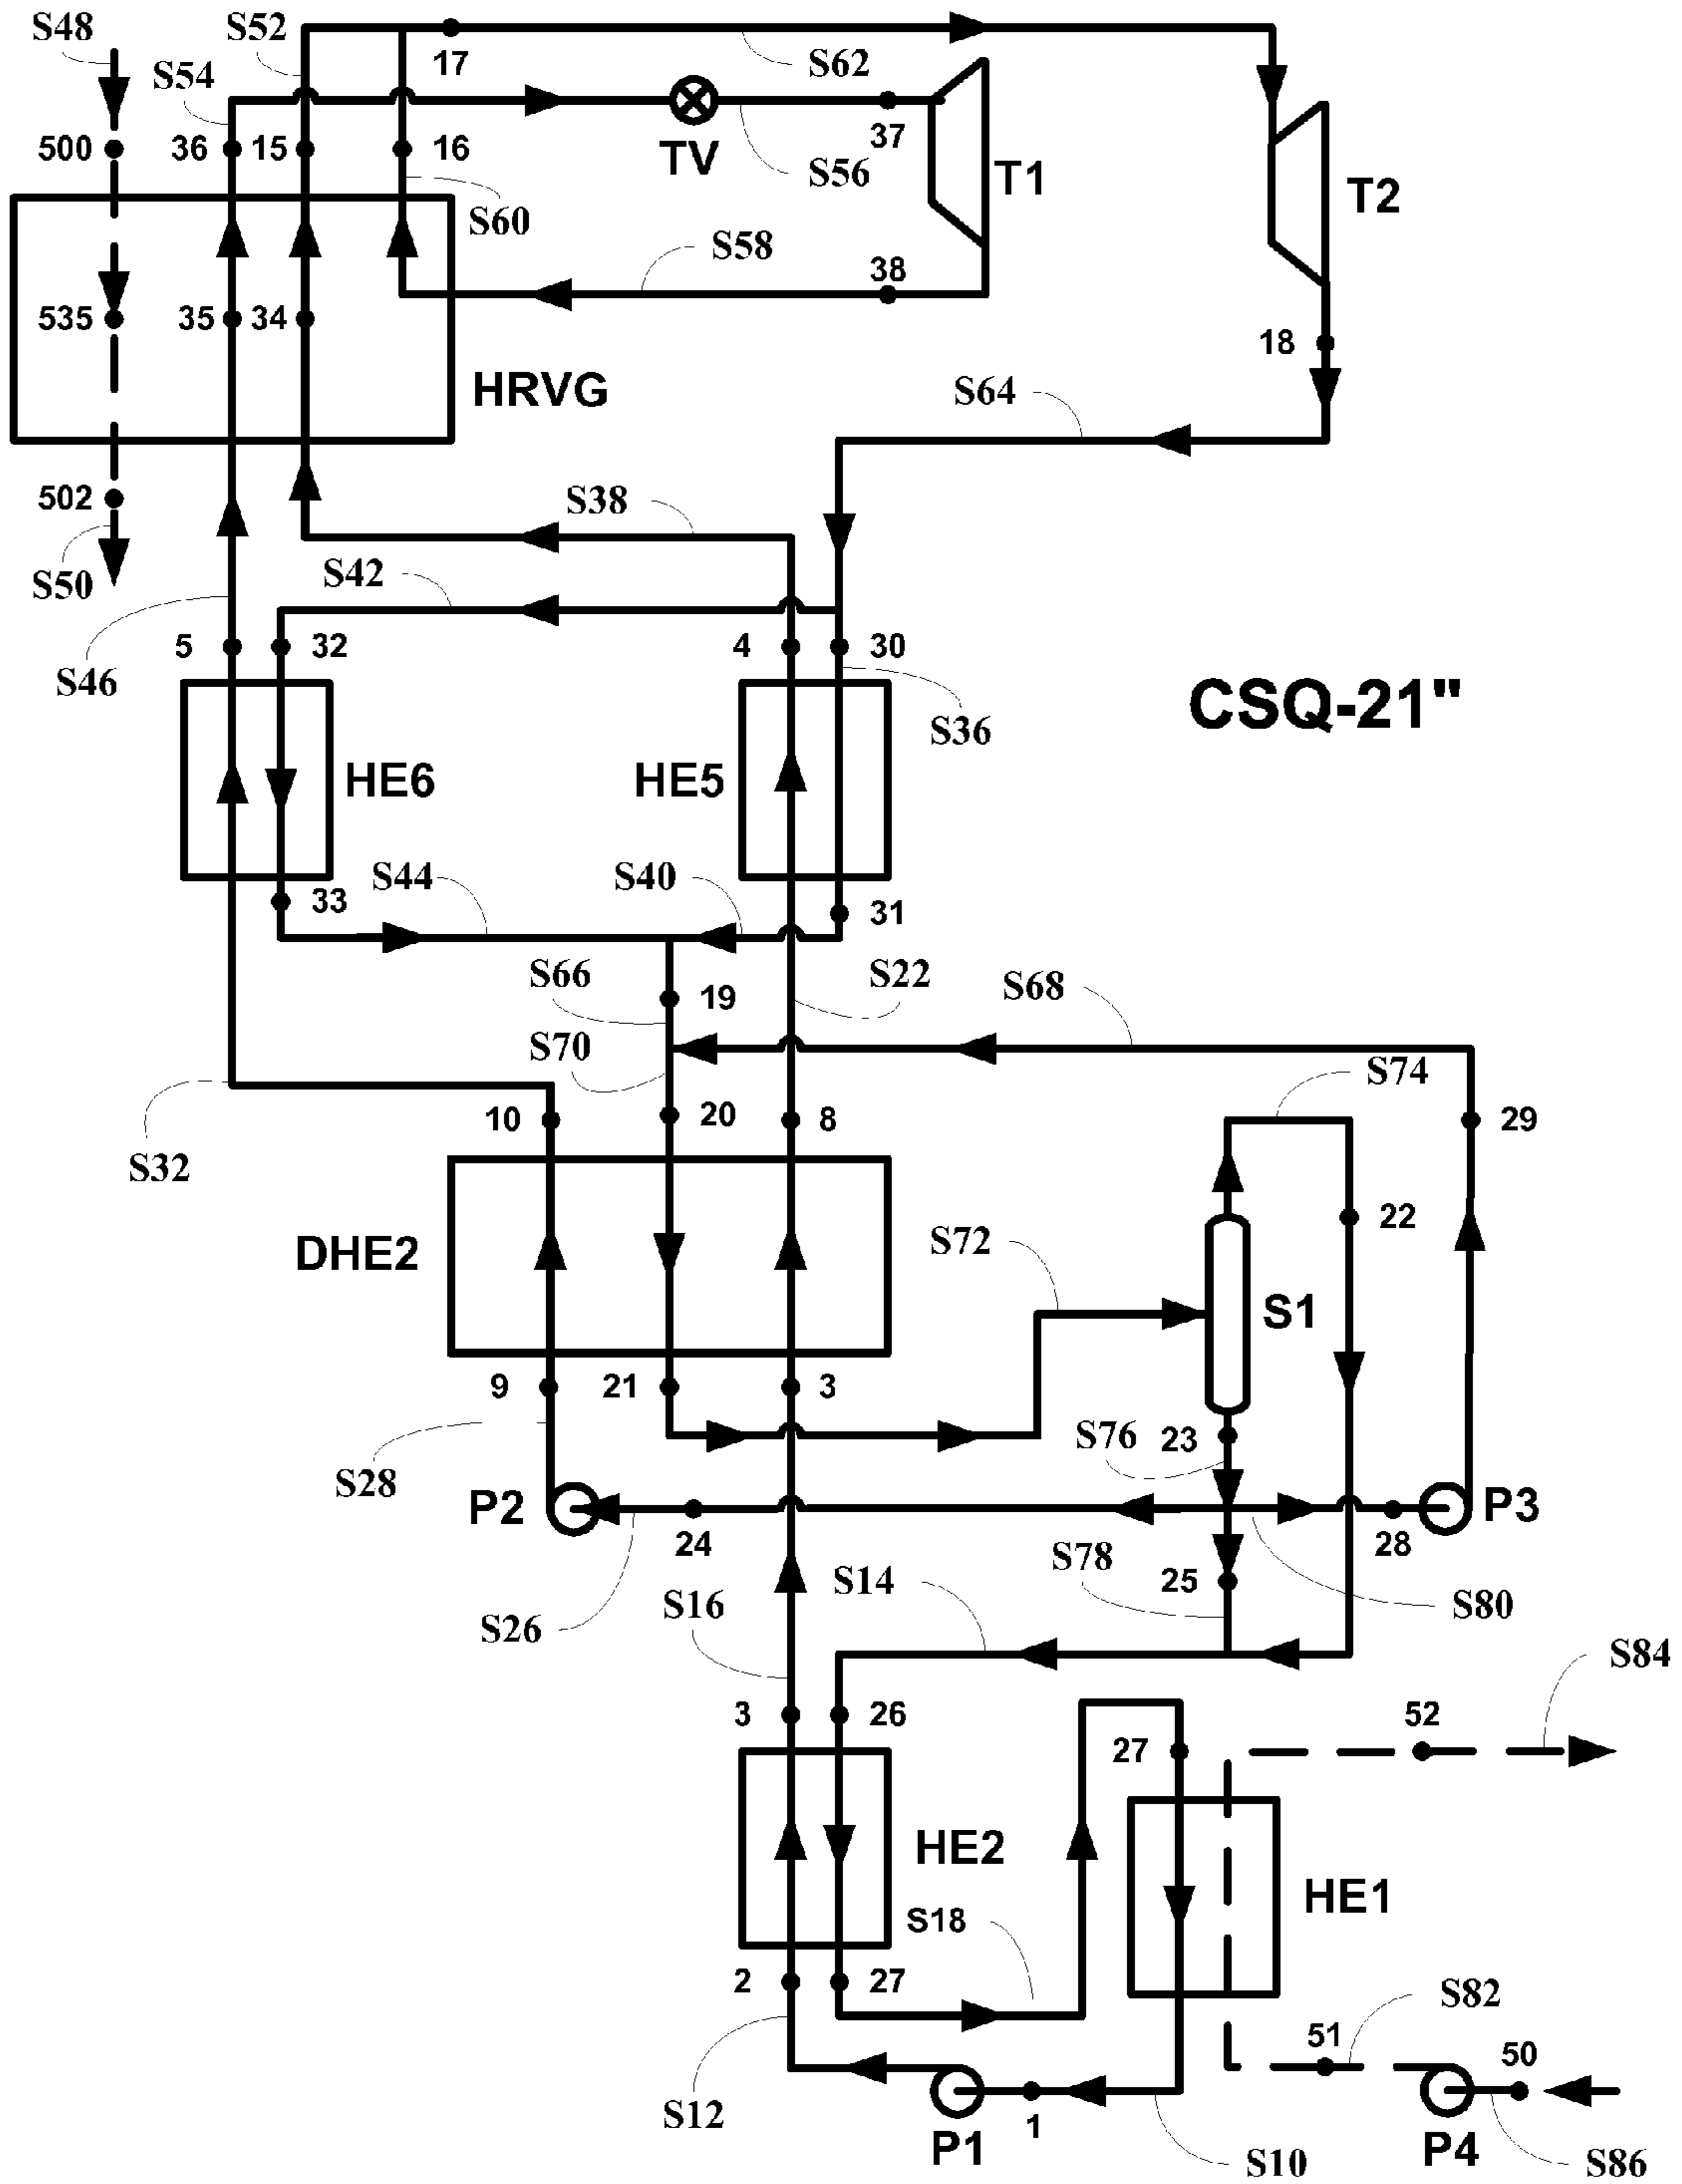 S48
S52
17
S62
S54
500
36
15
16
TV
37
S56
T1
T2
S60
S58
38
535
35
34
18
HRVG
S64
502
S38
S50
S42
5
32
4
30
S46
S36
CSQ-21"
HE6
HE5
S44
S40
33
31
S66
19
S22
S68
S70
S74
10
20
8
29
S32
22
DHE2
S72
S1
9
21
3
S76
23
S28
P2
24
28
P3
S78
S14
25
S16
S26
S80
S84
3
26
52
27
HE2
HE1
S18
2
27
S82
51
50
S12
1
P1
S10
P4
S86